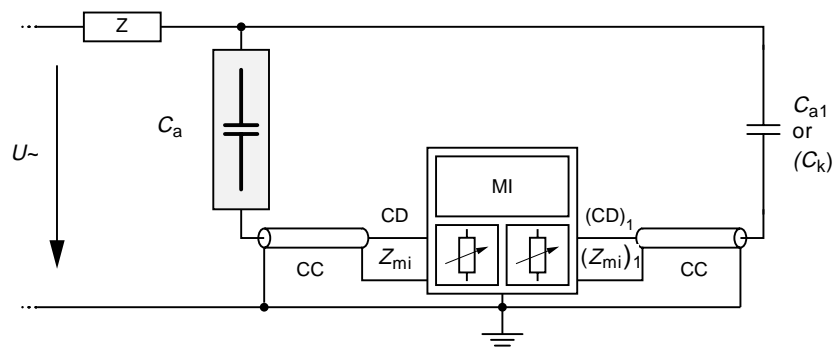 Z
C_a
U~
MI
C_a1
or
(C_k)
CD
(CD)_1
Z_mi
(Z_mi)_1
CC
CC